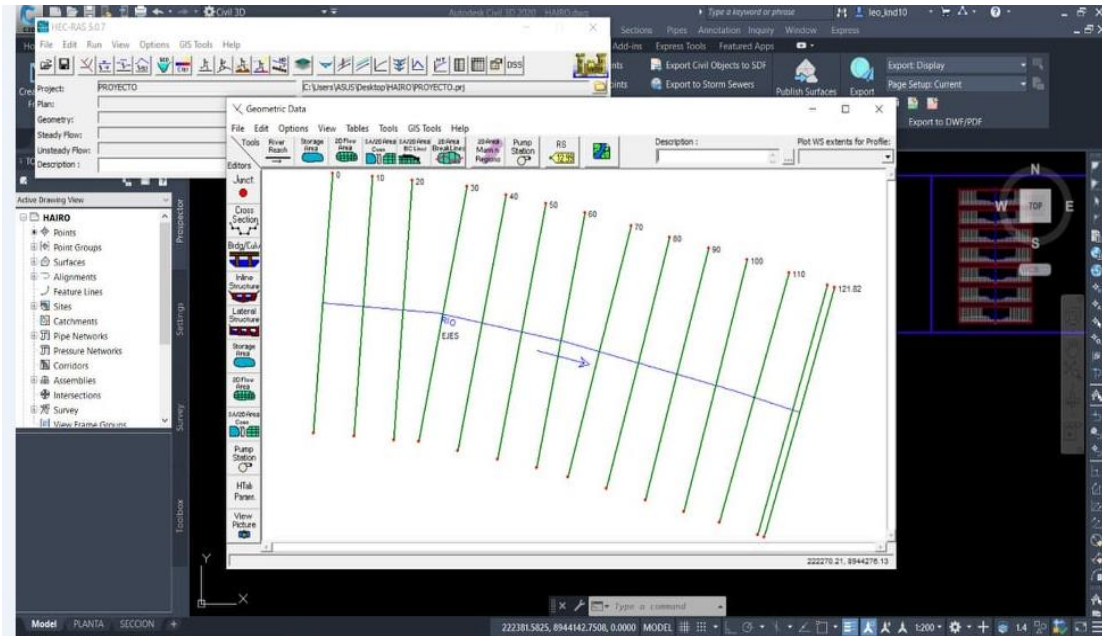 Civil 3D
Autodesk Civil 3D 2020 HAIRO.dwg
Type a keyword or phrase
leo_knd10
HEC-RAS 5.0.7
File Edit Run View Options GIS Tools Help
DSS
Project: PROYECTO C:\Users\ASUS\Desktop\HAIRO\PROYECTO.prj
Plan:
Geometry:
Steady Flow:
Unsteady Flow:
Description :
Sections Pipes Annotation Inquiry Window Express
Add-ins Express Tools Featured Apps
Export Civil Objects to SDF
Export to Storm Sewers
Publish Surfaces
Export
Export: Display
Page Setup: Current
Export to DWF/PDF
Geometric Data
File Edit Options View Tables Tools GIS Tools Help
Tools
River Reach
Storage Area
2D Flow Area
SA/2D Area Conn
SA/2D Area BC Lines
2D Area BreakLines
2D Area Mann n Regions
Pump Station
RS
Description :
Plot WS extents for Profile:
Editors
Junct.
Cross Section
Brdg/Culv
Inline Structure
Lateral Structure
Storage Area
2D Flow Area
SA/2D Area Conn
Pump Station
HTab Param.
View Picture
0
10
20
30
40
50
60
70
80
90
100
110
121.82
RIO
EJES
222270.21, 8944276.13
Active Drawing View
HAIRO
Points
Point Groups
Surfaces
Alignments
Feature Lines
Sites
Catchments
Pipe Networks
Pressure Networks
Corridors
Assemblies
Intersections
Survey
View Frame Groups
Prospector
Settings
Survey
Toolbox
N
W TOP E
S
WCS
Y
X
Type a command
Model PLANTA SECCION +
222381.5825, 8944142.7508, 0.0000 MODEL
1:200
1.4